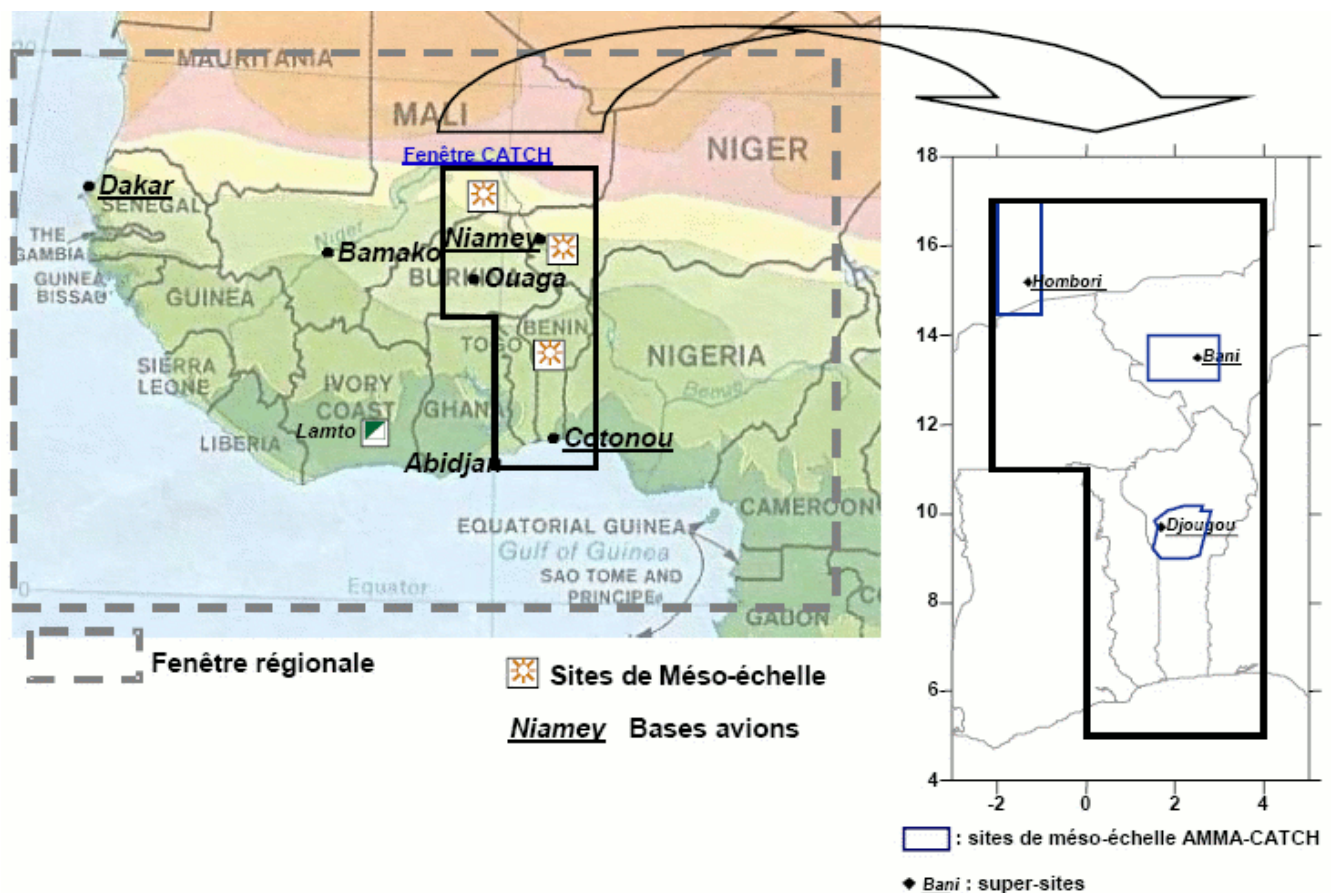 20
MAURITANIA
MALI
NIGER
Fenêtre CATCH
Dakar
SENEGAL
THE
GAMBIA
Niger
Niamey
Bamako
BURKI
Ouaga
GUINEA
BISSAU
GUINEA
BENIN
TOGO
NIGERIA
SIERRA
LEONE
IVORY
COAST
GHANA
Benue
Lamto
LIBERIA
Cotonou
Abidjan
CAMEROON
EQUATORIAL GUINEA
Gulf of Guinea
SAO TOME AND
PRINCIPE
Equator
0
GABON
Fenêtre régionale
Sites de Méso-échelle
Niamey Bases avions
18
16
Hombori
14
Bani
12
10
Djougou
8
6
4
-2 0 2 4
: sites de méso-échelle AMMA-CATCH
Bani : super-sites